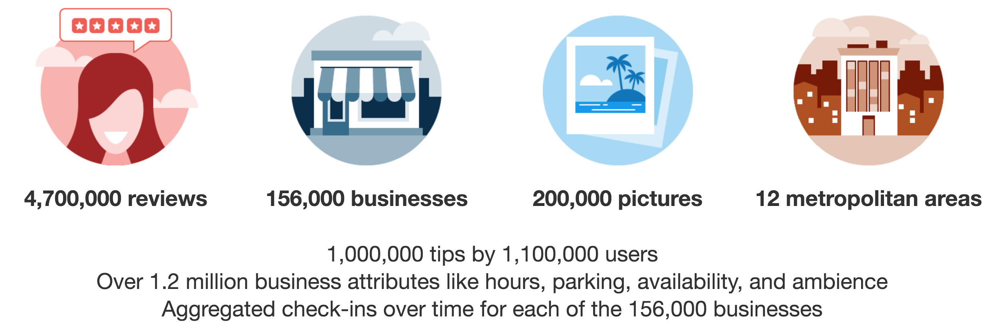 4,700,000 reviews
156,000 businesses
200,000 pictures
12 metropolitan areas
1,000,000 tips by 1,100,000 users
Over 1.2 million business attributes like hours, parking, availability, and ambience
Aggregated check-ins over time for each of the 156,000 businesses